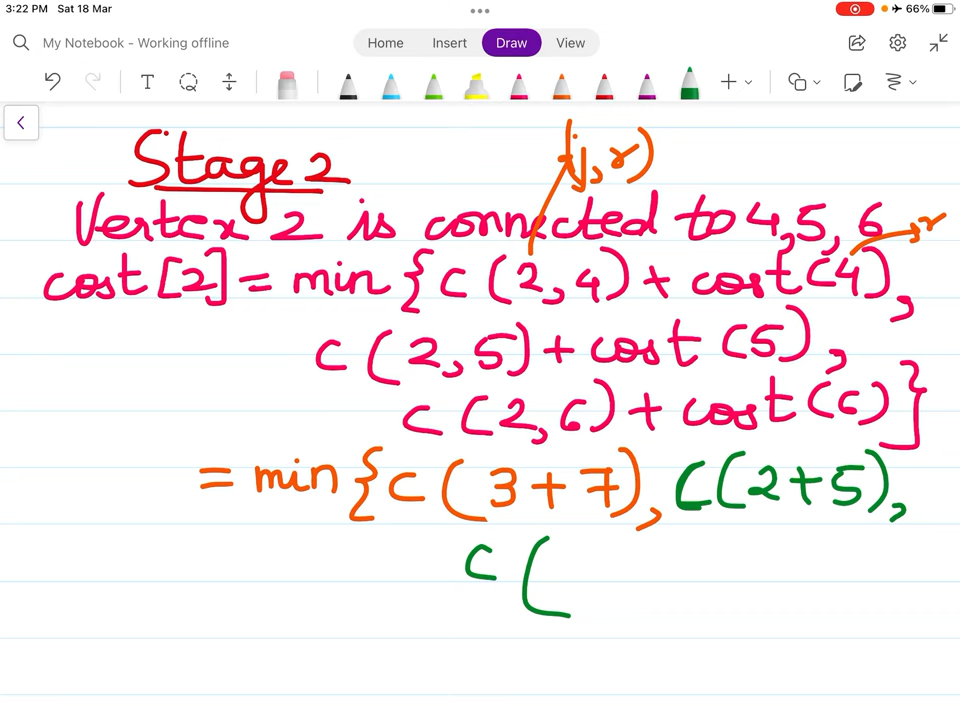 3:22 PM Sat 18 Mar
66%
My Notebook - Working offline
Home Insert Draw View
(j, r)
Stage 2
Vertex 2 is connected to 4, 5, 6
r
cost [2] = min { c (2, 4) + cost (4),
c (2, 5) + cost (5),
c (2, 6) + cost (6) }
= min { c (3 + 7), c (2 + 5),
c (